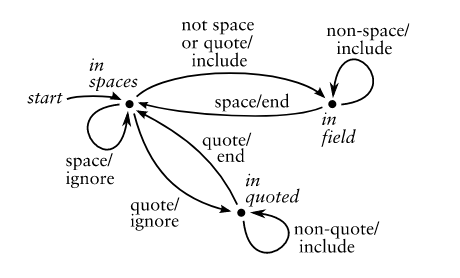 not space
or quote/
include
non-space/
include
in
spaces
start
space/end
in
field
space/
ignore
quote/
end
in
quoted
quote/
ignore
non-quote/
include